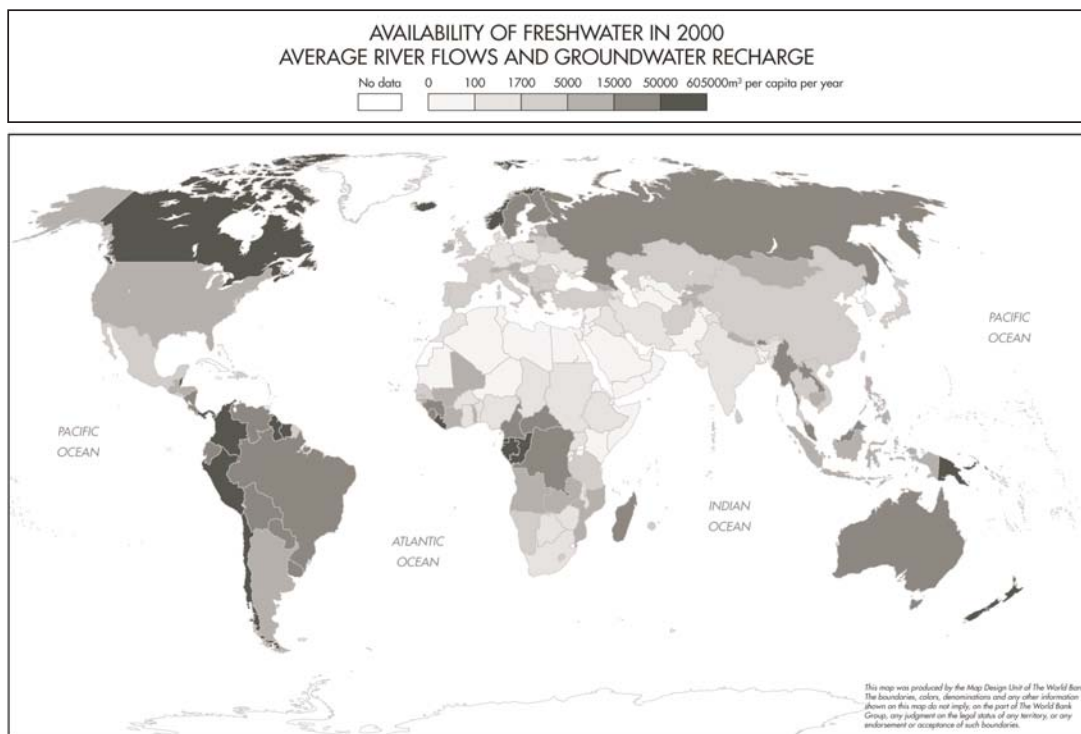 AVAILABILITY OF FRESHWATER IN 2000
AVERAGE RIVER FLOWS AND GROUNDWATER RECHARGE
No data 0 100 1700 5000 15000 50000 605000m³ per capita per year
PACIFIC
OCEAN
PACIFIC
OCEAN
INDIAN
OCEAN
ATLANTIC
OCEAN
This map was produced by the Map Design Unit of The World Ban
The boundaries, colors, denominations and any other information
shown on this map do not imply, on the part of The World Bank
Group, any judgment on the legal status of any territory, or any
endorsement or acceptance of such boundaries.